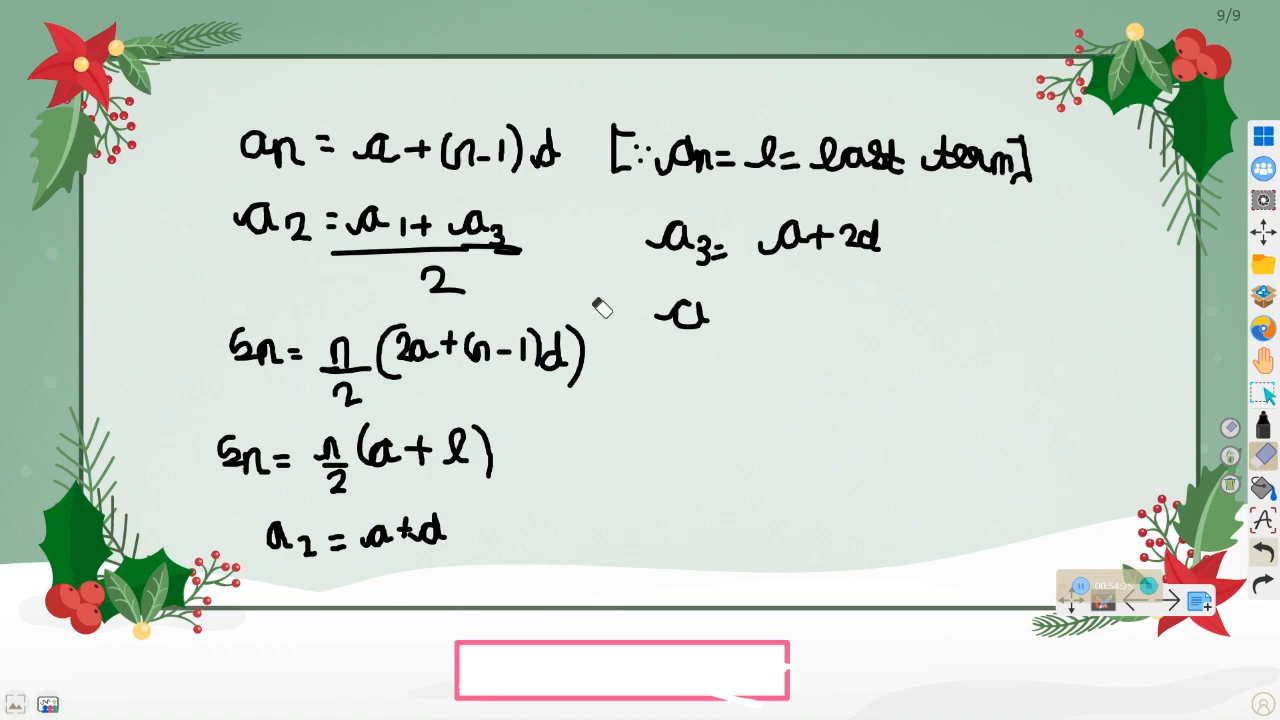 9/9
an = a + (n-1)d [∵ an = l = last term]
a2 = a1 + a3 / 2
a3 = a + 2d
a
Sn = n/2 (2a + (n-1)d)
Sn = n/2 (a + l)
a2 = a + d